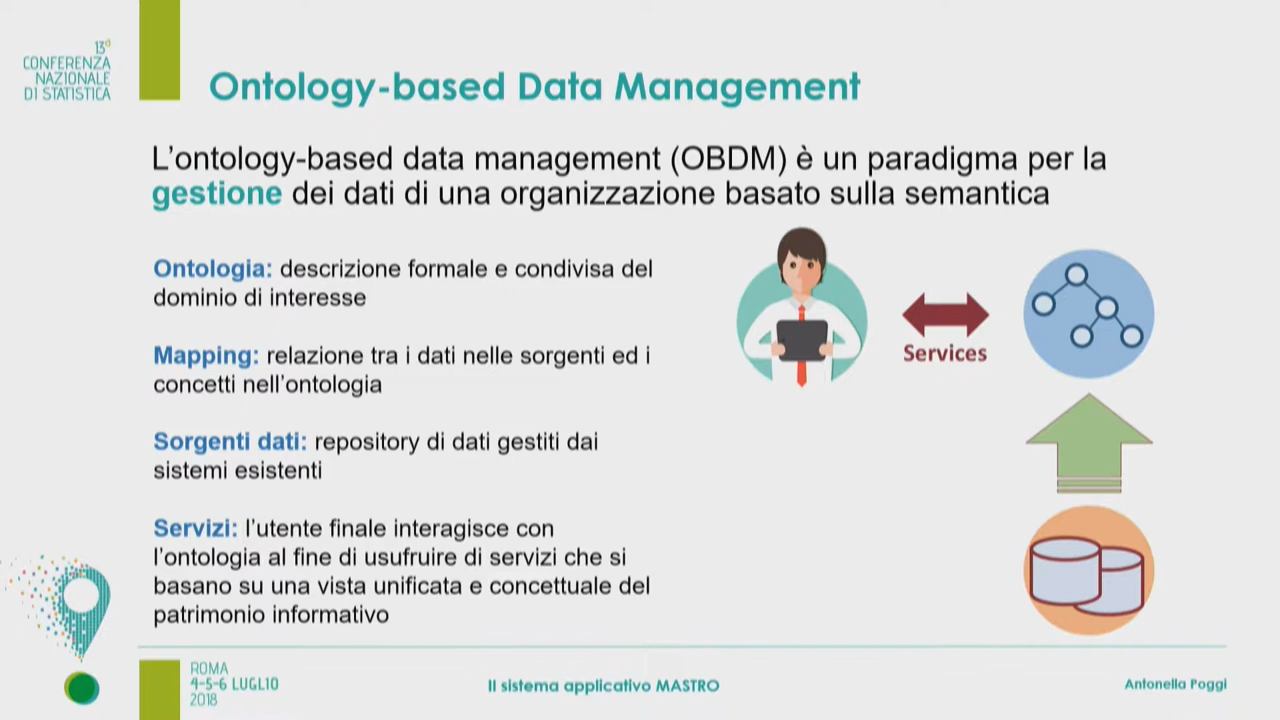 13ª
CONFERENZA
NAZIONALE
DI STATISTICA
Ontology-based Data Management
L'ontology-based data management (OBDM) è un paradigma per la
gestione dei dati di una organizzazione basato sulla semantica
Ontologia: descrizione formale e condivisa del
dominio di interesse
Mapping: relazione tra i dati nelle sorgenti ed i
concetti nell'ontologia
Sorgenti dati: repository di dati gestiti dai
sistemi esistenti
Servizi: l'utente finale interagisce con
l'ontologia al fine di usufruire di servizi che si
basano su una vista unificata e concettuale del
patrimonio informativo
Services
ROMA
4-5-6 LUGLIO
2018
Il sistema applicativo MASTRO
Antonella Poggi